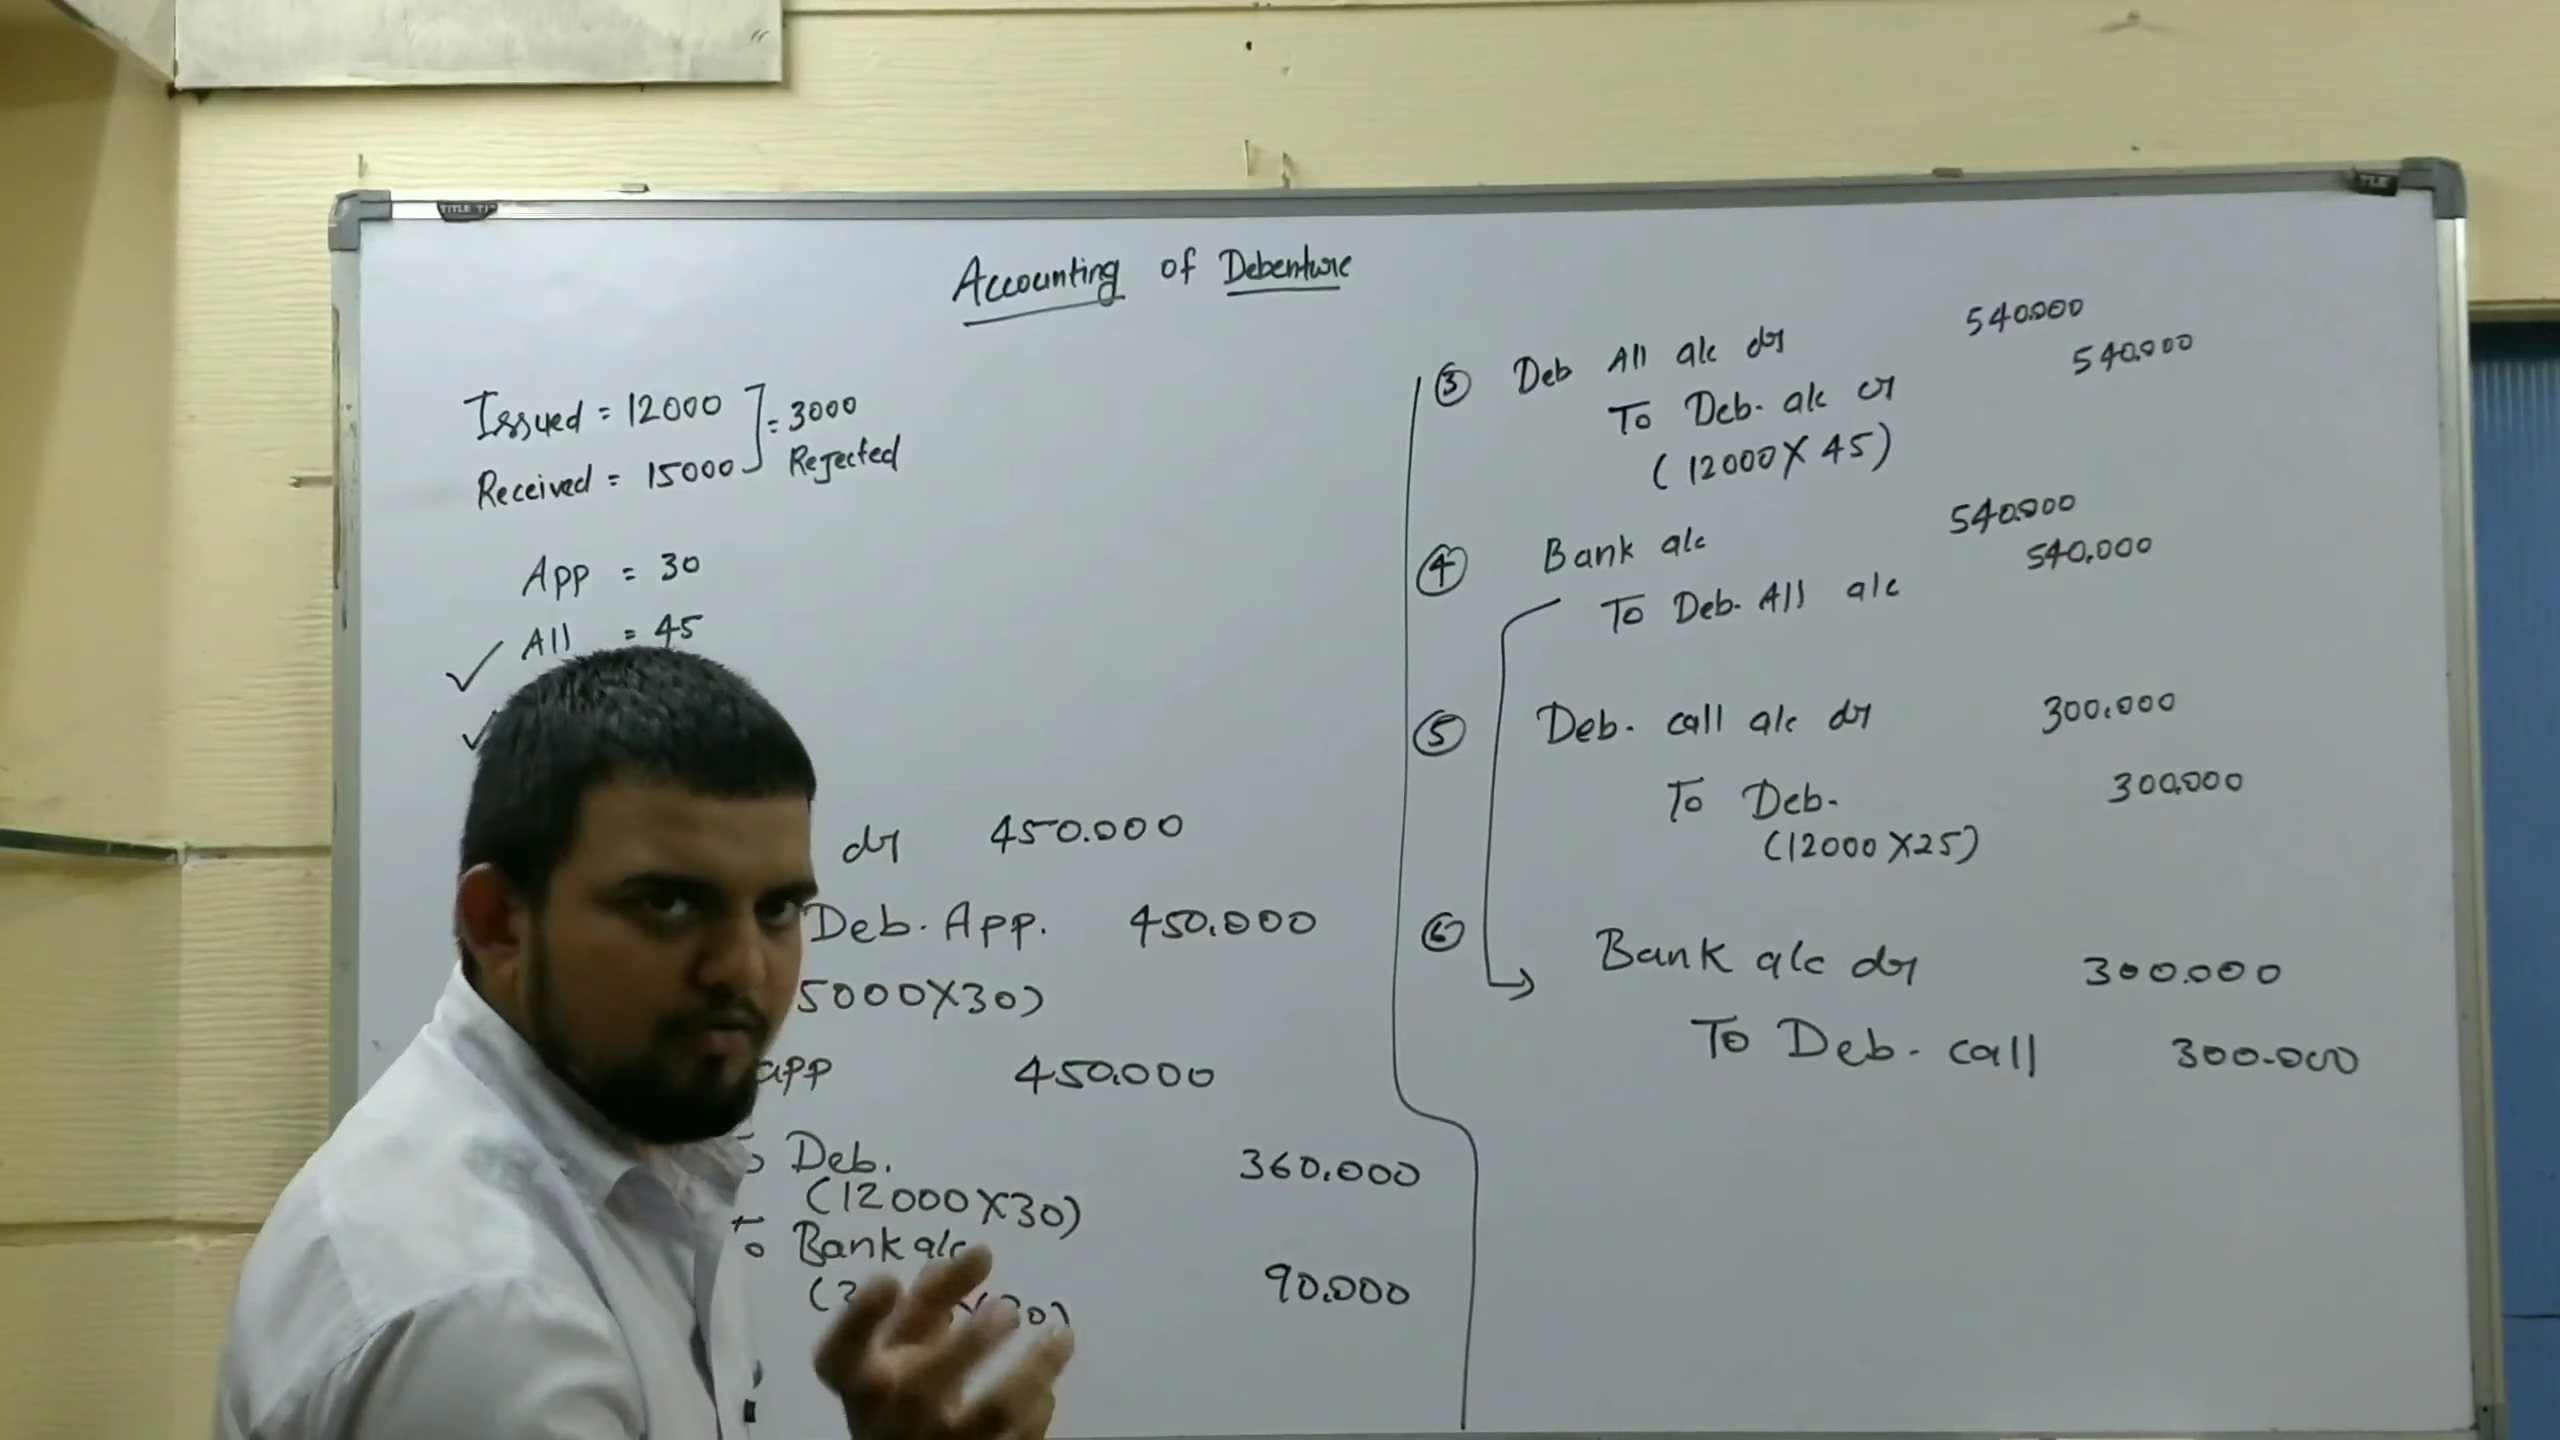 Accounting of Debenture
Issued = 12000
Received = 15000
= 3000
Rejected
App = 30
✓ All = 45
✓
dr 450.000
Deb. App. 450.000
5000X30)
app 450.000
Deb. 360.000
(12000X30)
To Bank a/c 90.000
③ Deb All a/c dr 540000
To Deb. a/c cr 540.000
(12000X45)
④ Bank a/c 540000
To Deb. All a/c 540.000
⑤ Deb. call a/c dr 300.000
To Deb. 300,000
(12000X25)
⑥ Bank a/c dr 300.000
To Deb. call 300.000